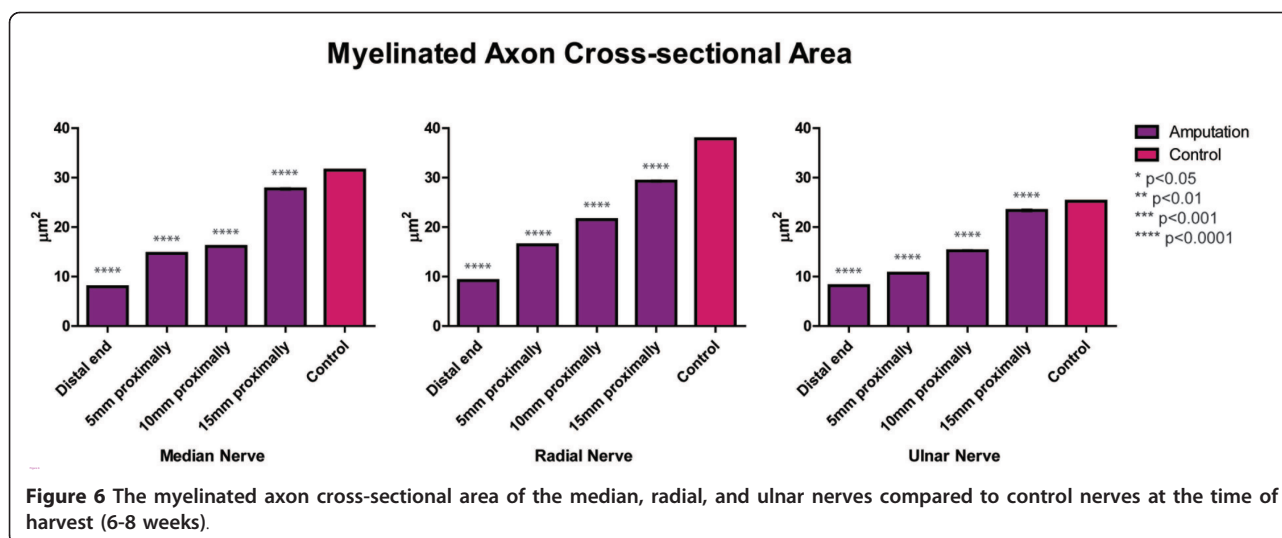 Myelinated Axon Cross-sectional Area
40
30
20
10
0
µm²
****
****
****
****
Distal end
5mm proximally
10mm proximally
15mm proximally
Control
Median Nerve
40
30
20
10
0
µm²
****
****
****
****
Distal end
5mm proximally
10mm proximally
15mm proximally
Control
Radial Nerve
40
30
20
10
0
µm²
****
****
****
****
Distal end
5mm proximally
10mm proximally
15mm proximally
Control
Ulnar Nerve
Amputation
Control
* p<0.05
** p<0.01
*** p<0.001
**** p<0.0001
Figure 6 The myelinated axon cross-sectional area of the median, radial, and ulnar nerves compared to control nerves at the time of
harvest (6-8 weeks).